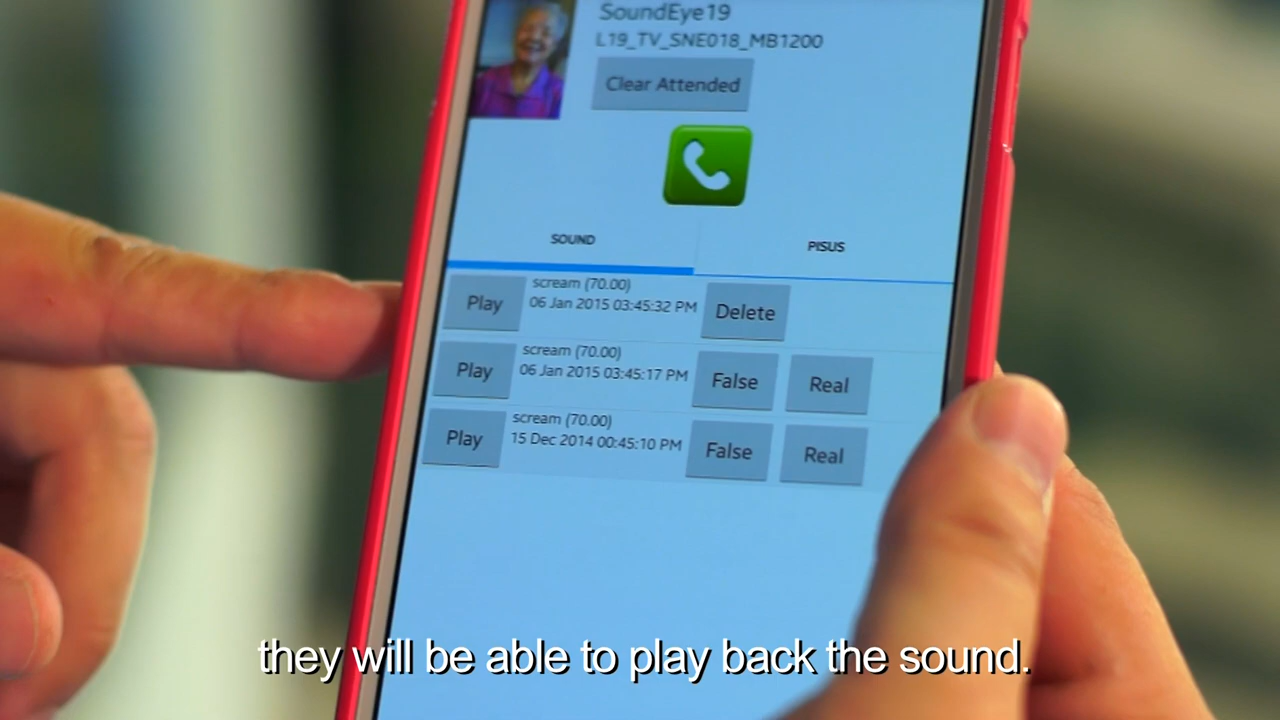 SoundEye19
L19_TV_SNE018_MB1200
Clear Attended
SOUND
PISUS
Play
scream (70.00)
06 Jan 2015 03:45:32 PM
Delete
Play
scream (70.00)
06 Jan 2015 03:45:17 PM
False
Real
Play
scream (70.00)
15 Dec 2014 00:45:10 PM
False
Real
they will be able to play back the sound.